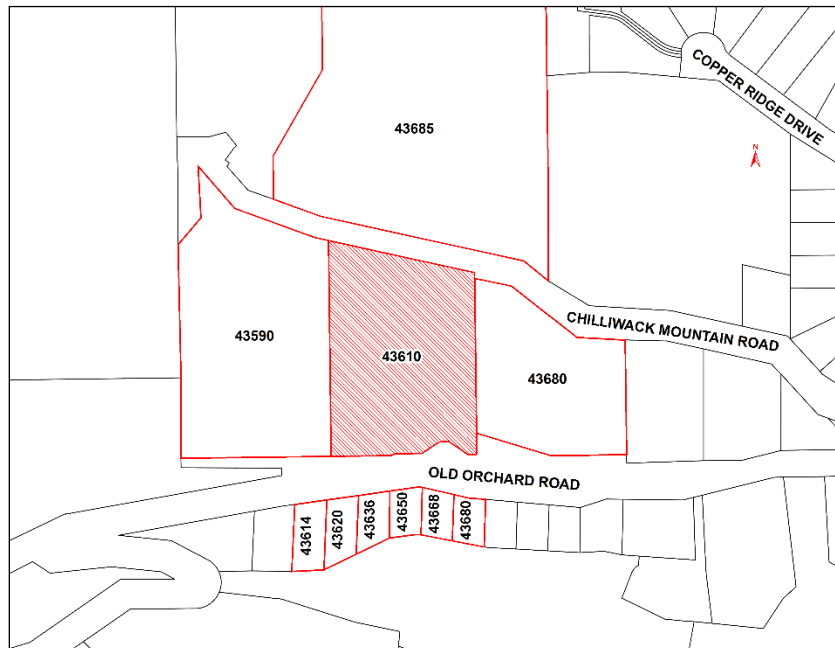 COPPER RIDGE DRIVE
43685
N
CHILLIWACK MOUNTAIN ROAD
43590
43610
43680
OLD ORCHARD ROAD
43614
43620
43636
43650
43668
43680